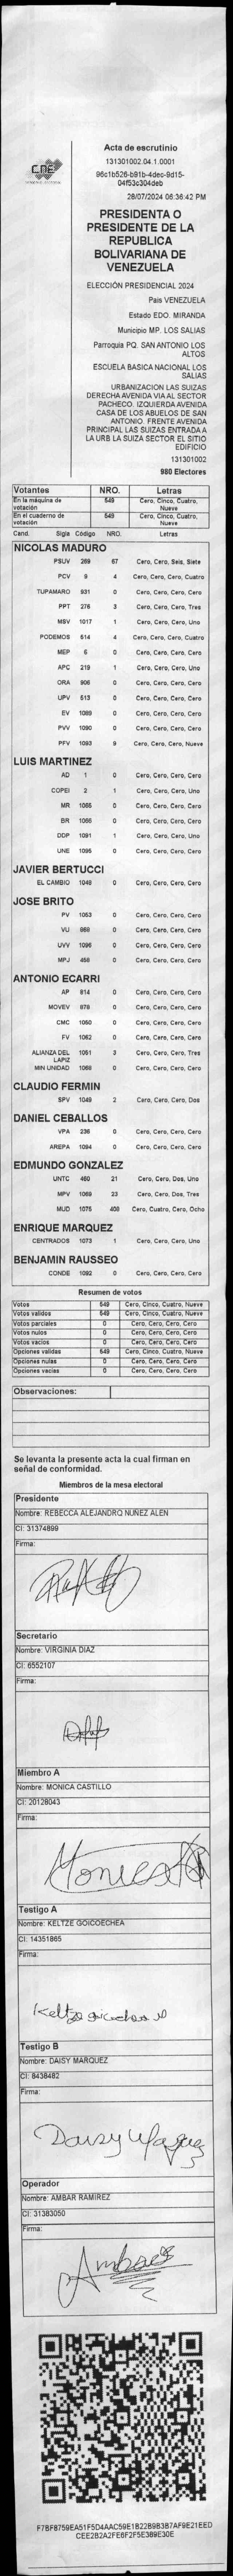 CNE
Acta de escrutinio
131301002.04.1.0001
96c1b526-b91b-4dec-9d15-
04f53c304deb
28/07/2024 06:36:42 PM
PRESIDENTA O
PRESIDENTE DE LA
REPUBLICA
BOLIVARIANA DE
VENEZUELA
ELECCIÓN PRESIDENCIAL 2024
Pais VENEZUELA
Estado EDO. MIRANDA
Municipio MP. LOS SALIAS
Parroquia PQ. SAN ANTONIO LOS
ALTOS
ESCUELA BASICA NACIONAL LOS
SALIAS
URBANIZACION LAS SUIZAS
DERECHA AVENIDA VIA AL SECTOR
PACHECO. IZQUIERDA AVENIDA
CASA DE LOS ABUELOS DE SAN
ANTONIO. FRENTE AVENIDA
PRINCIPAL LAS SUIZAS ENTRADA A
LA URB LA SUIZA SECTOR EL SITIO
EDIFICIO
131301002
980 Electores
Votantes NRO. Letras
En la máquina de votación 549 Cero, Cinco, Cuatro, Nueve
En el cuaderno de votación 549 Cero, Cinco, Cuatro, Nueve
Cand. Sigla Código NRO. Letras
NICOLAS MADURO
PSUV 269 67 Cero, Cero, Seis, Siete
PCV 9 4 Cero, Cero, Cero, Cuatro
TUPAMARO 931 0 Cero, Cero, Cero, Cero
PPT 276 3 Cero, Cero, Cero, Tres
MSV 1017 1 Cero, Cero, Cero, Uno
PODEMOS 514 4 Cero, Cero, Cero, Cuatro
MEP 6 0 Cero, Cero, Cero, Cero
APC 219 1 Cero, Cero, Cero, Uno
ORA 906 0 Cero, Cero, Cero, Cero
UPV 513 0 Cero, Cero, Cero, Cero
EV 1089 0 Cero, Cero, Cero, Cero
PVV 1090 0 Cero, Cero, Cero, Cero
PFV 1093 9 Cero, Cero, Cero, Nueve
LUIS MARTINEZ
AD 1 0 Cero, Cero, Cero, Cero
COPEI 2 1 Cero, Cero, Cero, Uno
MR 1065 0 Cero, Cero, Cero, Cero
BR 1066 0 Cero, Cero, Cero, Cero
DDP 1091 1 Cero, Cero, Cero, Uno
UNE 1095 0 Cero, Cero, Cero, Cero
JAVIER BERTUCCI
EL CAMBIO 1048 0 Cero, Cero, Cero, Cero
JOSE BRITO
PV 1053 0 Cero, Cero, Cero, Cero
VU 868 0 Cero, Cero, Cero, Cero
UVV 1096 0 Cero, Cero, Cero, Cero
MPJ 458 0 Cero, Cero, Cero, Cero
ANTONIO ECARRI
AP 814 0 Cero, Cero, Cero, Cero
MOVEV 878 0 Cero, Cero, Cero, Cero
CMC 1060 0 Cero, Cero, Cero, Cero
FV 1062 0 Cero, Cero, Cero, Cero
ALIANZA DEL LAPIZ 1051 3 Cero, Cero, Cero, Tres
MIN UNIDAD 1068 0 Cero, Cero, Cero, Cero
CLAUDIO FERMIN
SPV 1049 2 Cero, Cero, Cero, Dos
DANIEL CEBALLOS
VPA 236 0 Cero, Cero, Cero, Cero
AREPA 1094 0 Cero, Cero, Cero, Cero
EDMUNDO GONZALEZ
UNTC 460 21 Cero, Cero, Dos, Uno
MPV 1069 23 Cero, Cero, Dos, Tres
MUD 1075 408 Cero, Cuatro, Cero, Ocho
ENRIQUE MARQUEZ
CENTRADOS 1073 1 Cero, Cero, Cero, Uno
BENJAMIN RAUSSEO
CONDE 1092 0 Cero, Cero, Cero, Cero
Resumen de votos
Votos 549 Cero, Cinco, Cuatro, Nueve
Votos validos 549 Cero, Cinco, Cuatro, Nueve
Votos parciales 0 Cero, Cero, Cero, Cero
Votos nulos 0 Cero, Cero, Cero, Cero
Votos vacios 0 Cero, Cero, Cero, Cero
Opciones validas 549 Cero, Cinco, Cuatro, Nueve
Opciones nulas 0 Cero, Cero, Cero, Cero
Opciones vacias 0 Cero, Cero, Cero, Cero
Observaciones:
Se levanta la presente acta la cual firman en
señal de conformidad.
Miembros de la mesa electoral
Presidente
Nombre: REBECCA ALEJANDRO NUÑEZ ALEN
CI: 31374899
Firma:
Secretario
Nombre: VIRGINIA DIAZ
CI: 6552107
Firma:
Miembro A
Nombre: MONICA CASTILLO
CI: 20128043
Firma:
Monica
Testigo A
Nombre: KELTZE GOICOECHEA
CI: 14351865
Firma:
Keltze goicochea
Testigo B
Nombre: DAISY MARQUEZ
CI: 8438482
Firma:
Daisy Marquez
Operador
Nombre: AMBAR RAMIREZ
CI: 31383050
Firma:
Ambar
F7BF8759EA51F5D4AAC59E1B22B9B3B7AF9E21EED
CEE2B2A2FE6F2F5E389E30E